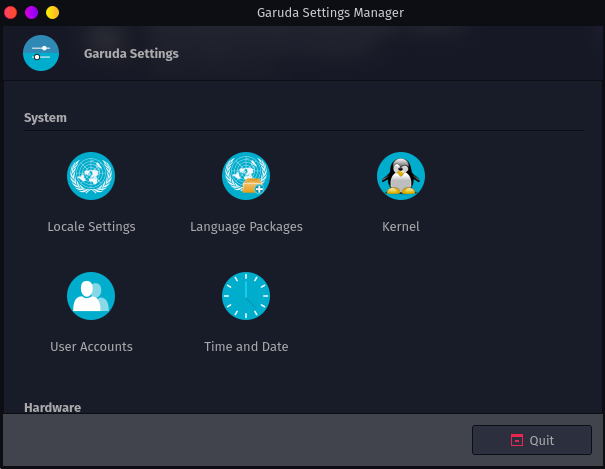 Garuda Settings Manager
Garuda Settings
System
Locale Settings
Language Packages
Kernel
User Accounts
Time and Date
Hardware
Quit